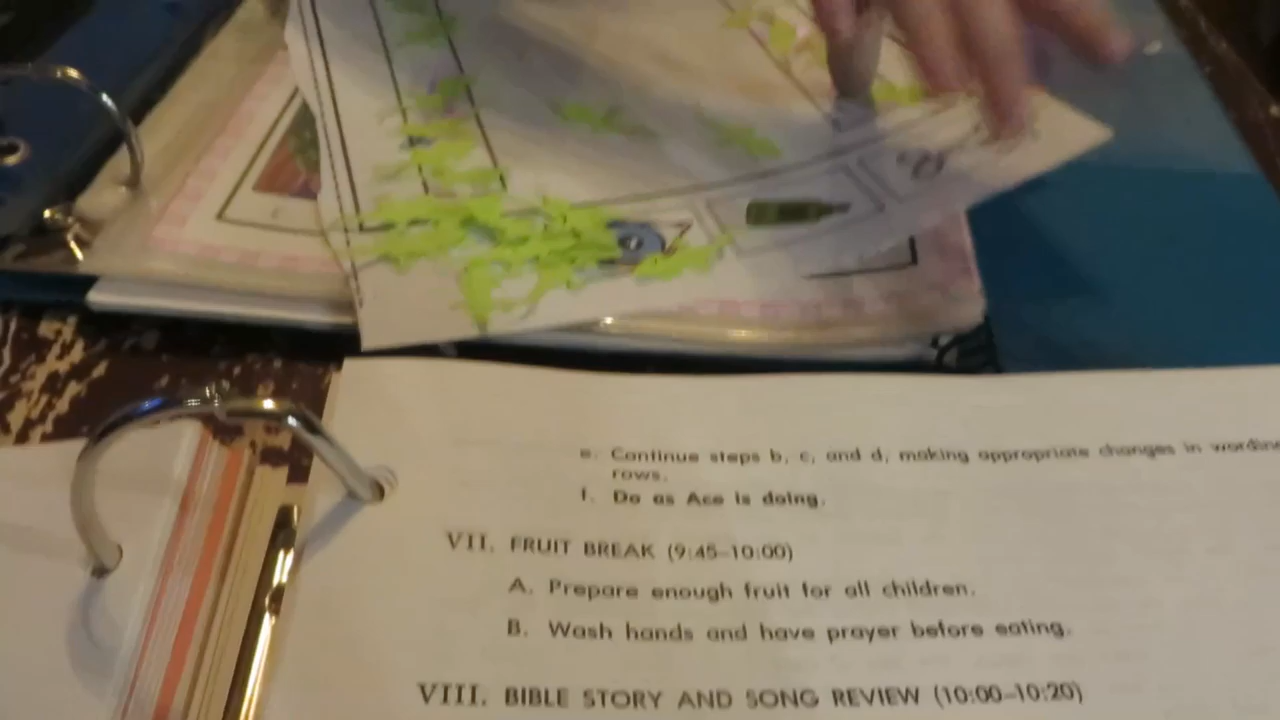 e. Continue steps b, c, and d, making appropriate changes in
rows.
f. Do as Ace is doing.
VII. FRUIT BREAK (9:45–10:00)
A. Prepare enough fruit for all children.
B. Wash hands and have prayer before eating.
VIII. BIBLE STORY AND SONG REVIEW (10:00–10:20)